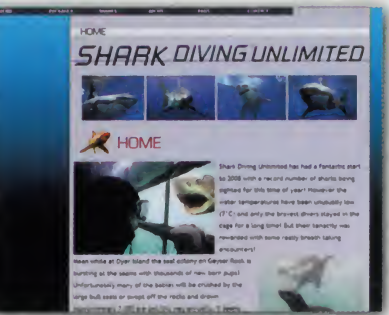 HOME
SHARK DIVING UNLIMITED
HOME
Shark Diving Unlimited has had a fantastic start
to 2008 with a record number of sharks being
sighted for this time of year! However the
water temperatures have been unusually low
(7°C) and only the bravest divers stayed in the
cage for a long time! But their tenacity was
rewarded with some really breath taking
encounters!
Mean while at Dyer Island the seal colony on Geyser Rock is
bursting at the seams with thousands of new born pups!
Unfortunately many of the babies will be crushed by the
large bull seals or swept off the rocks and drown